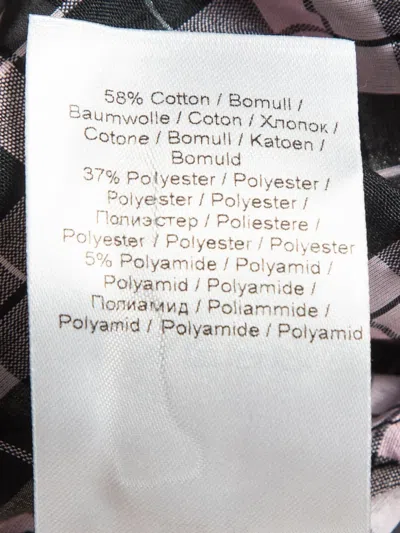 58% Cotton / Bomull /
Baumwolle / Coton / Хлопок /
Cotone / Bomull / Katoen /
Bomuld
37% Polyester / Polyester /
Polyester / Polyester /
Полиэстер / Poliestere /
Polyester / Polyester / Polyester
5% Polyamide / Polyamid /
Polyamid / Polyamide /
Полиамид / Poliammide /
Polyamid / Polyamide / Polyamid